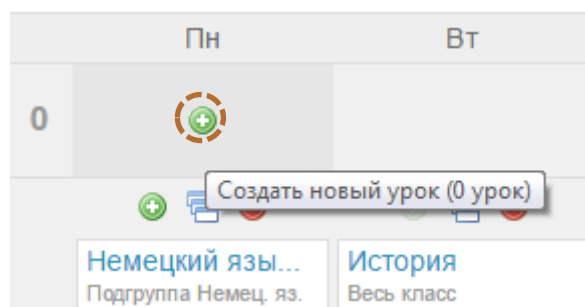 Пн Вт
0
Создать новый урок (0 урок)
Немецкий язы... История
Подгруппа Немец. яз. Весь класс